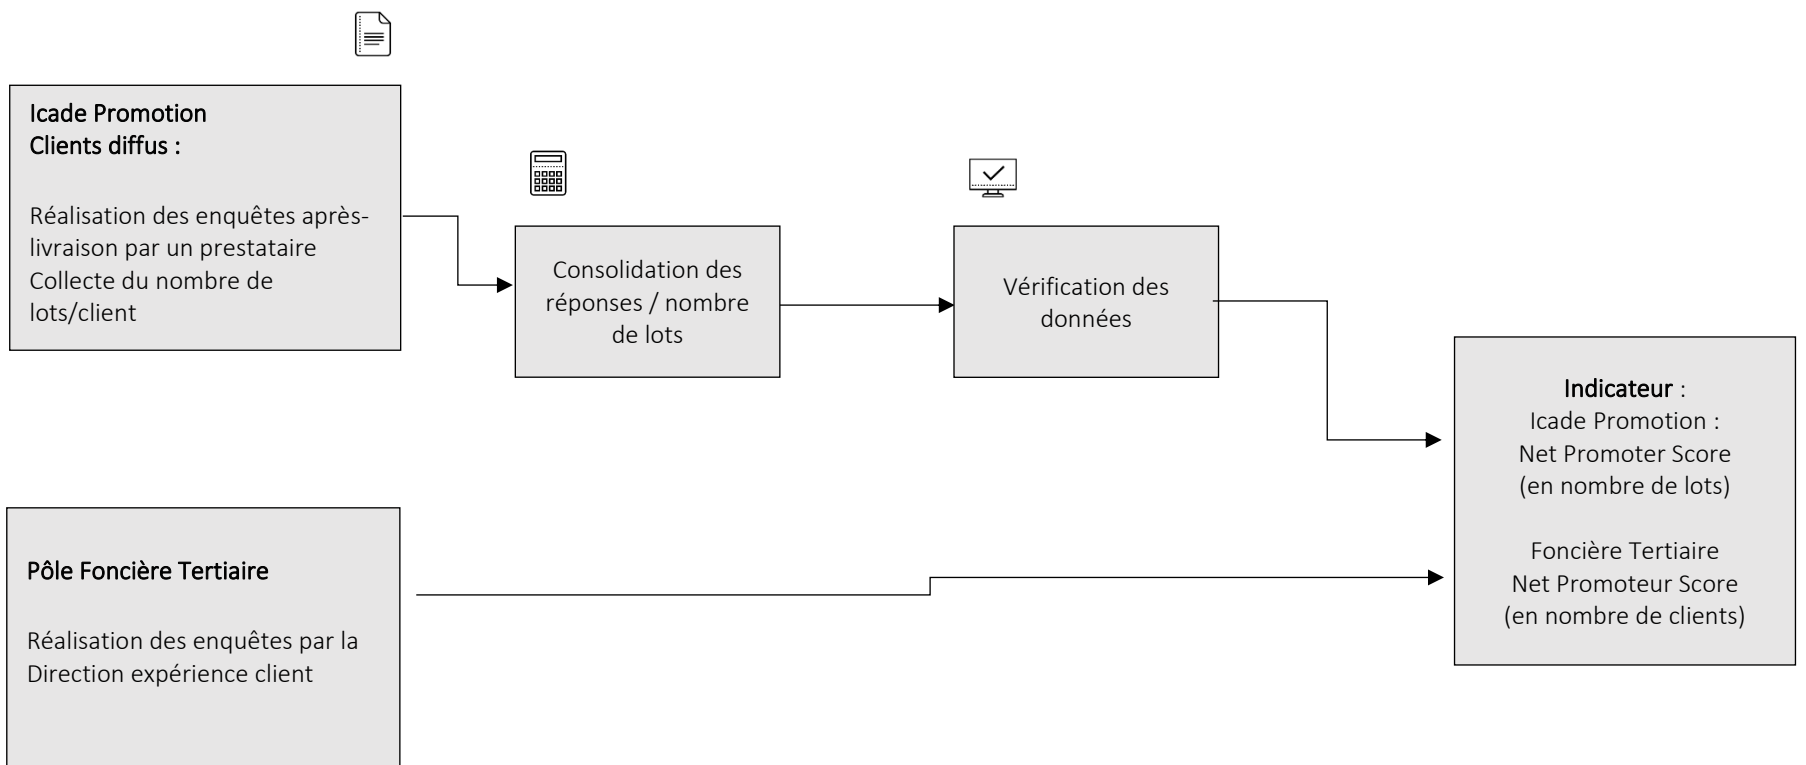 Icade Promotion
Clients diffus :
Réalisation des enquêtes après-
livraison par un prestataire
Collecte du nombre de
lots/client
Consolidation des
réponses / nombre
de lots
Vérification des
données
Indicateur :
Icade Promotion :
Net Promoter Score
(en nombre de lots)
Foncière Tertiaire
Net Promoteur Score
(en nombre de clients)
Pôle Foncière Tertiaire
Réalisation des enquêtes par la
Direction expérience client